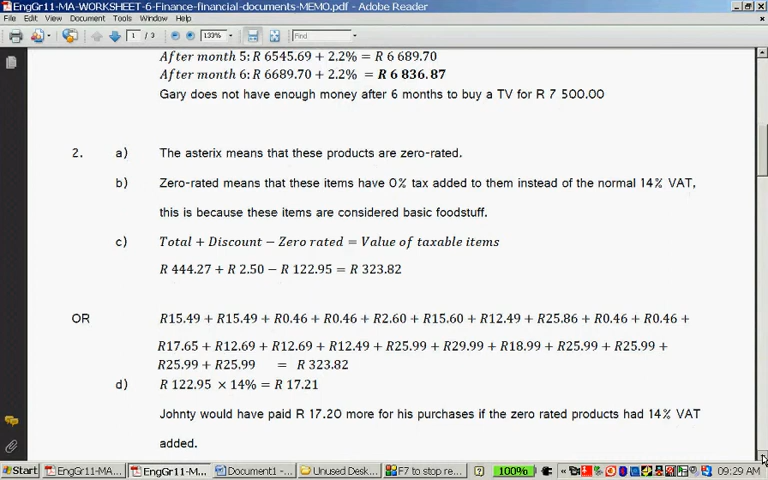 EngGr11-MA-WORKSHEET-6-Finance-financial-documents-MEMO.pdf - Adobe Reader
File Edit View Document Tools Window Help
1 / 3 133% Find
After month 5: R 6545.69 + 2.2% = R 6 689.70
After month 6: R 6689.70 + 2.2% = R 6 836.87
Gary does not have enough money after 6 months to buy a TV for R 7 500.00
2. a) The asterix means that these products are zero-rated.
b) Zero-rated means that these items have 0% tax added to them instead of the normal 14% VAT,
this is because these items are considered basic foodstuff.
c) Total + Discount − Zero rated = Value of taxable items
R 444.27 + R 2.50 − R 122.95 = R 323.82
OR R15.49 + R15.49 + R0.46 + R0.46 + R2.60 + R15.60 + R12.49 + R25.86 + R0.46 + R0.46 +
R17.65 + R12.69 + R12.69 + R12.49 + R25.99 + R29.99 + R18.99 + R25.99 + R25.99 +
R25.99 + R25.99 = R 323.82
d) R 122.95 × 14% = R 17.21
Johnty would have paid R 17.20 more for his purchases if the zero rated products had 14% VAT
added.
Start EngGr11-MA... EngGr11-M... Document1 - ... Unused Desk... F7 to stop re... 100% 09:29 AM